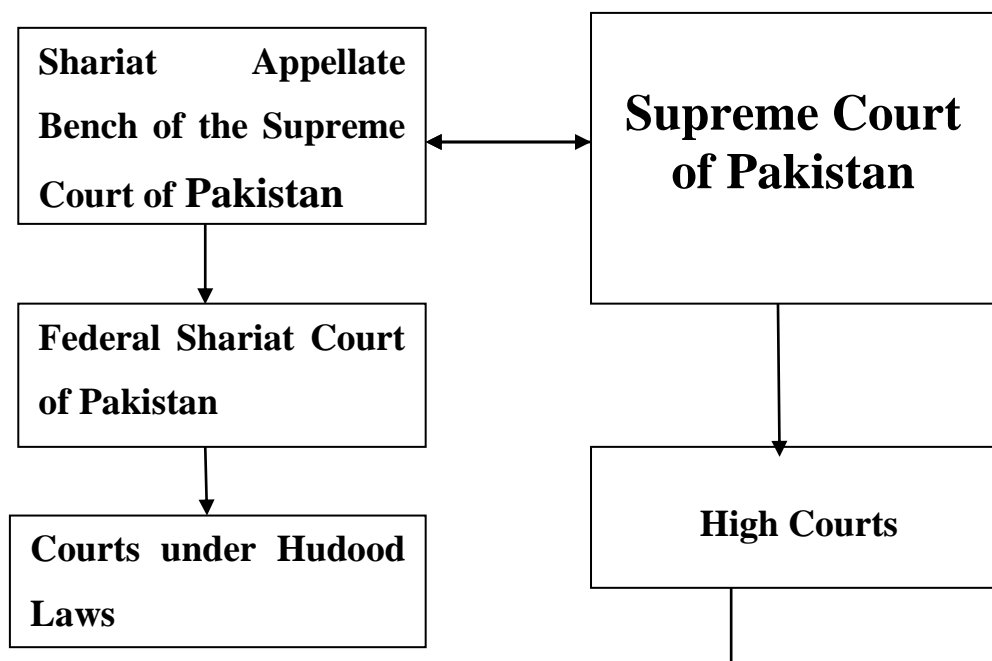 Shariat Appellate
Bench of the Supreme
Court of Pakistan
Supreme Court
of Pakistan
Federal Shariat Court
of Pakistan
High Courts
Courts under Hudood
Laws